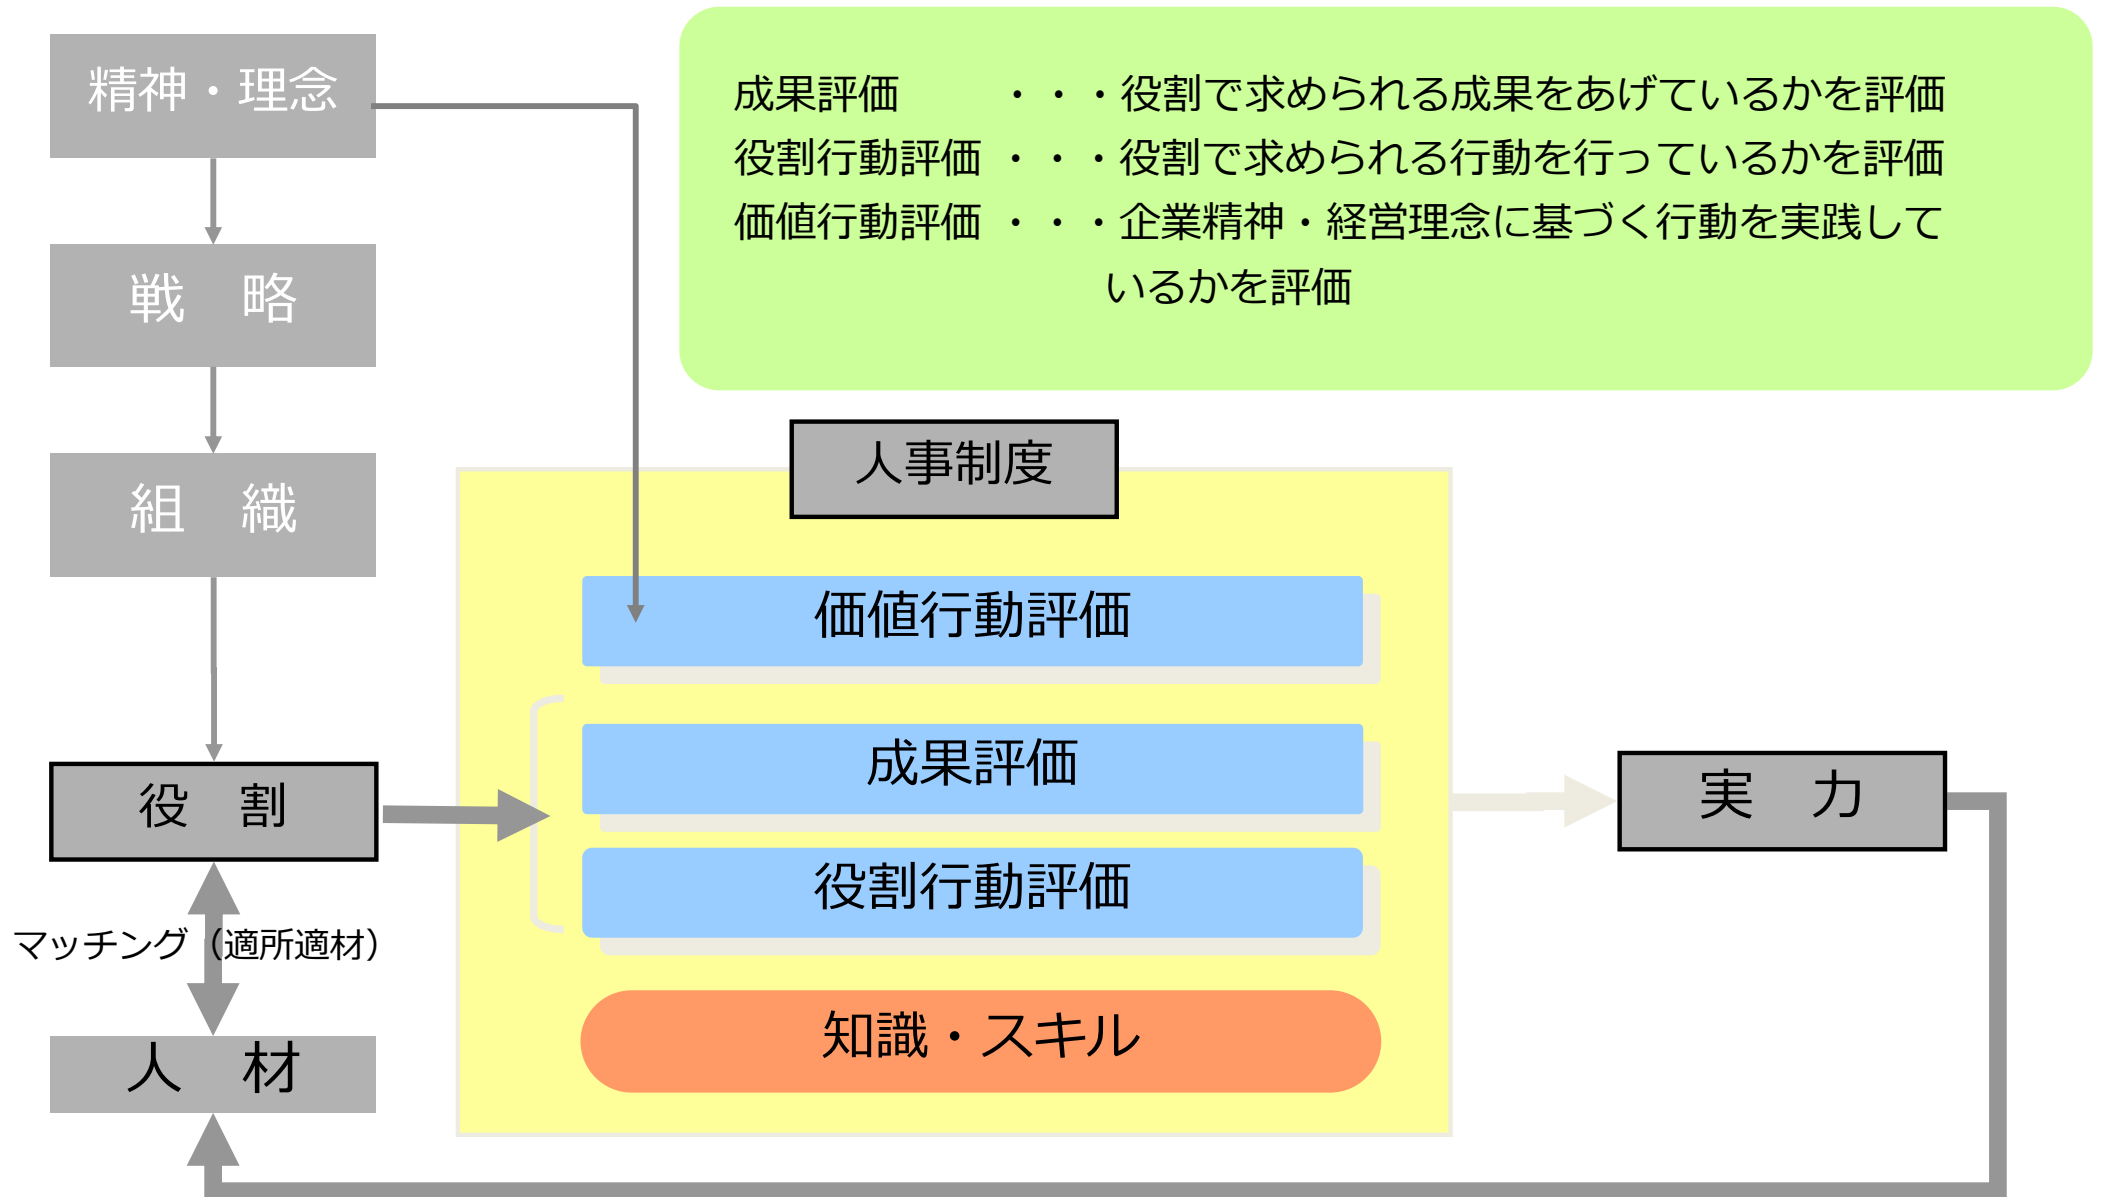 精神・理念
成果評価　　・・・役割で求められる成果をあげているかを評価
役割行動評価 ・・・役割で求められる行動を行っているかを評価
価値行動評価 ・・・企業精神・経営理念に基づく行動を実践して
いるかを評価
戦　略
組　織
人事制度
価値行動評価
成果評価
役割行動評価
知識・スキル
役　割
マッチング（適所適材）
人　材
実　力